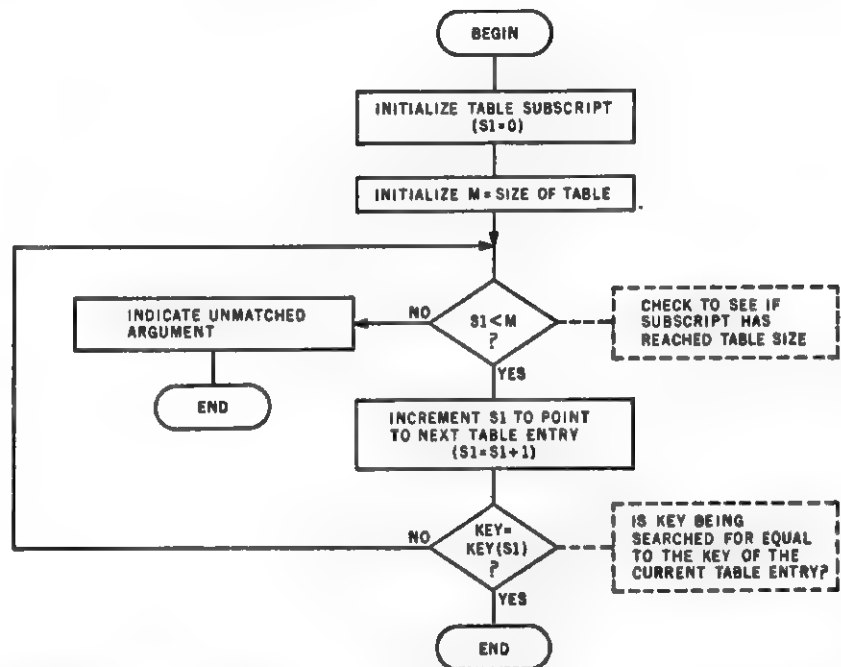 BEGIN
INITIALIZE TABLE SUBSCRIPT
(S1=0)
INITIALIZE M=SIZE OF TABLE
INDICATE UNMATCHED
ARGUMENT
NO
S1<M
?
CHECK TO SEE IF
SUBSCRIPT HAS
REACHED TABLE SIZE
YES
END
INCREMENT S1 TO POINT
TO NEXT TABLE ENTRY
(S1=S1+1)
NO
KEY=
KEY(S1)
?
IS KEY BEING
SEARCHED FOR EQUAL
TO THE KEY OF THE
CURRENT TABLE ENTRY?
YES
END